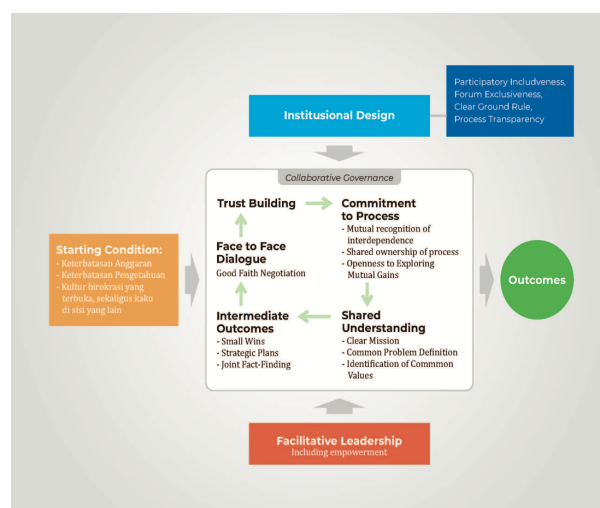 Participatory Includveness,
Forum Exclusiveness,
Clear Ground Rule,
Process Transparency
Institusional Design
Collaborative Governance
Trust Building
Commitment
to Process
- Mutual recognition of
interdependence
- Shared ownership of process
- Openness to Exploring
Mutual Gains
Face to Face
Dialogue
Good Faith Negotiation
Starting Condition:
- Keterbatasan Anggaran
- Keterbatasan Pengetahuan
- Kultur birokrasi yang
terbuka, sekaligus kaku
di sisi yang lain
Outcomes
Intermediate
Outcomes
- Small Wins
- Strategic Plans
- Joint Fact-Finding
Shared
Understanding
- Clear Mission
- Common Problem Definition
- Identification of Commmon
Values
Facilitative Leadership
Including empowerment